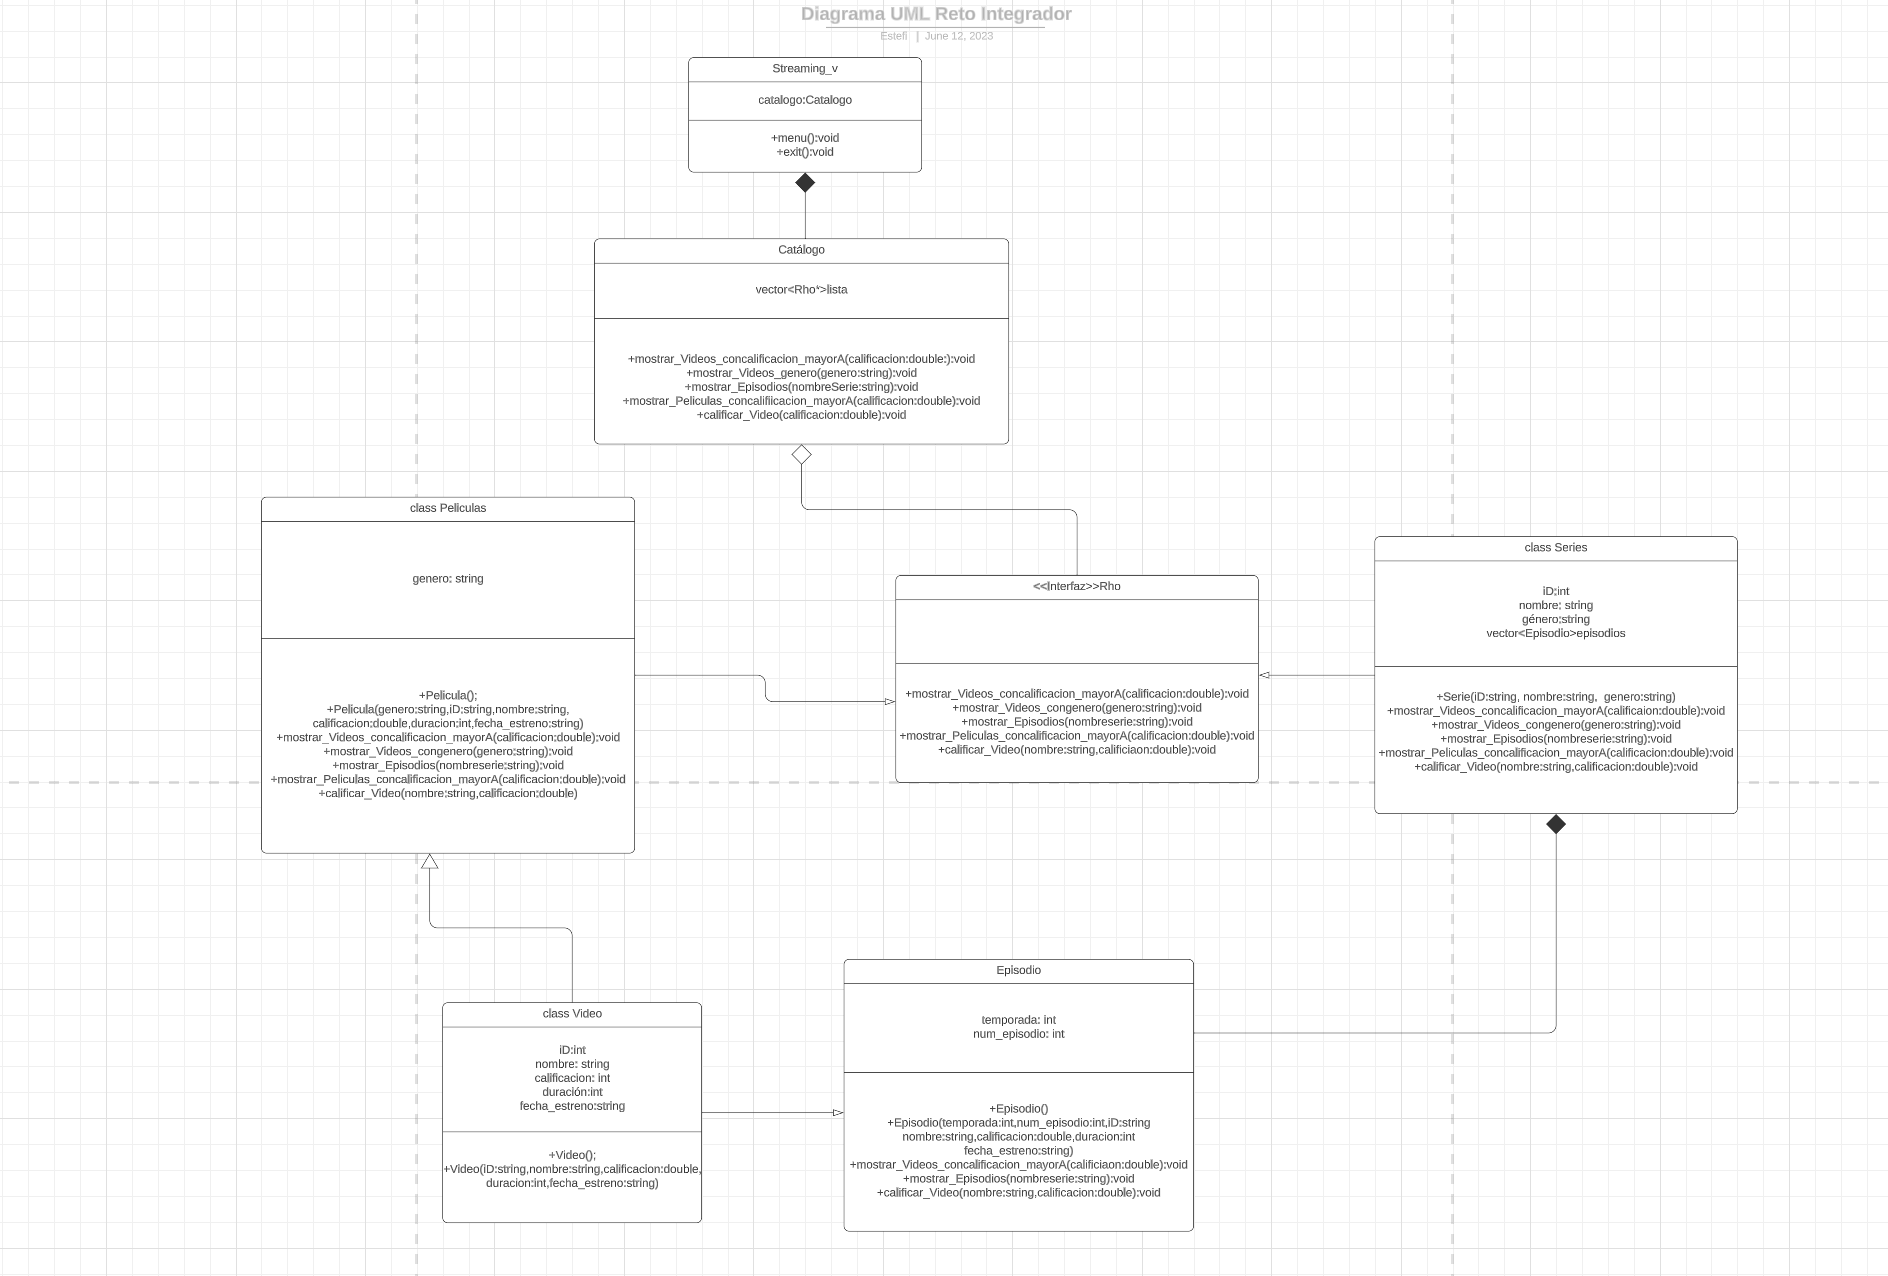 Diagrama UML Reto Integrador
Estefi | June 12, 2023
Streaming_v
catalogo:Catalogo
+menu():void
+exit():void
Catálogo
vector<Rho*>lista
+mostrar_Videos_concalificacion_mayorA(calificacion:double:):void
+mostrar_Videos_genero(genero:string):void
+mostrar_Episodios(nombreSerie:string):void
+mostrar_Peliculas_concalifiicacion_mayorA(calificacion:double):void
+calificar_Video(calificacion:double):void
class Peliculas
genero: string
+Pelicula();
+Pelicula(genero:string,iD:string,nombre:string,
calificacion:double,duracion:int,fecha_estreno:string)
+mostrar_Videos_concalificacion_mayorA(calificacion:double):void
+mostrar_Videos_congenero(genero:string):void
+mostrar_Episodios(nombreserie:string):void
+mostrar_Peliculas_concalificacion_mayorA(calificacion:double):void
+calificar_Video(nombre:string,calificacion:double)
<<Interfaz>>Rho
+mostrar_Videos_concalificacion_mayorA(calificacion:double):void
+mostrar_Videos_congenero(genero:string):void
+mostrar_Episodios(nombreserie:string):void
+mostrar_Peliculas_concalificacion_mayorA(calificacion:double):void
+calificar_Video(nombre:string,calificiaon:double):void
class Series
iD:int
nombre: string
género:string
vector<Episodio>episodios
+Serie(iD:string, nombre:string, genero:string)
+mostrar_Videos_concalificacion_mayorA(calificaion:double):void
+mostrar_Videos_congenero(genero:string):void
+mostrar_Episodios(nombreserie:string):void
+mostrar_Peliculas_concalificacion_mayorA(calificacion:double):void
+calificar_Video(nombre:string,calificacion:double):void
class Video
iD:int
nombre: string
calificacion: int
duración:int
fecha_estreno:string
+Video();
+Video(iD:string,nombre:string,calificacion:double,
duracion:int,fecha_estreno:string)
Episodio
temporada: int
num_episodio: int
+Episodio()
+Episodio(temporada:int,num_episodio:int,iD:string
nombre:string,calificacion:double,duracion:int
fecha_estreno:string)
+mostrar_Videos_concalificacion_mayorA(calificiaon:double):void
+mostrar_Episodios(nombreserie:string):void
+calificar_Video(nombre:string,calificacion:double):void